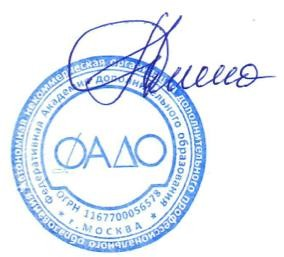 Автономная некоммерческая организация дополнительного профессионального образования
Федеративная Академия дополнительного образования
ФАДО
ОГРН 1167700056578
* г. МОСКВА *